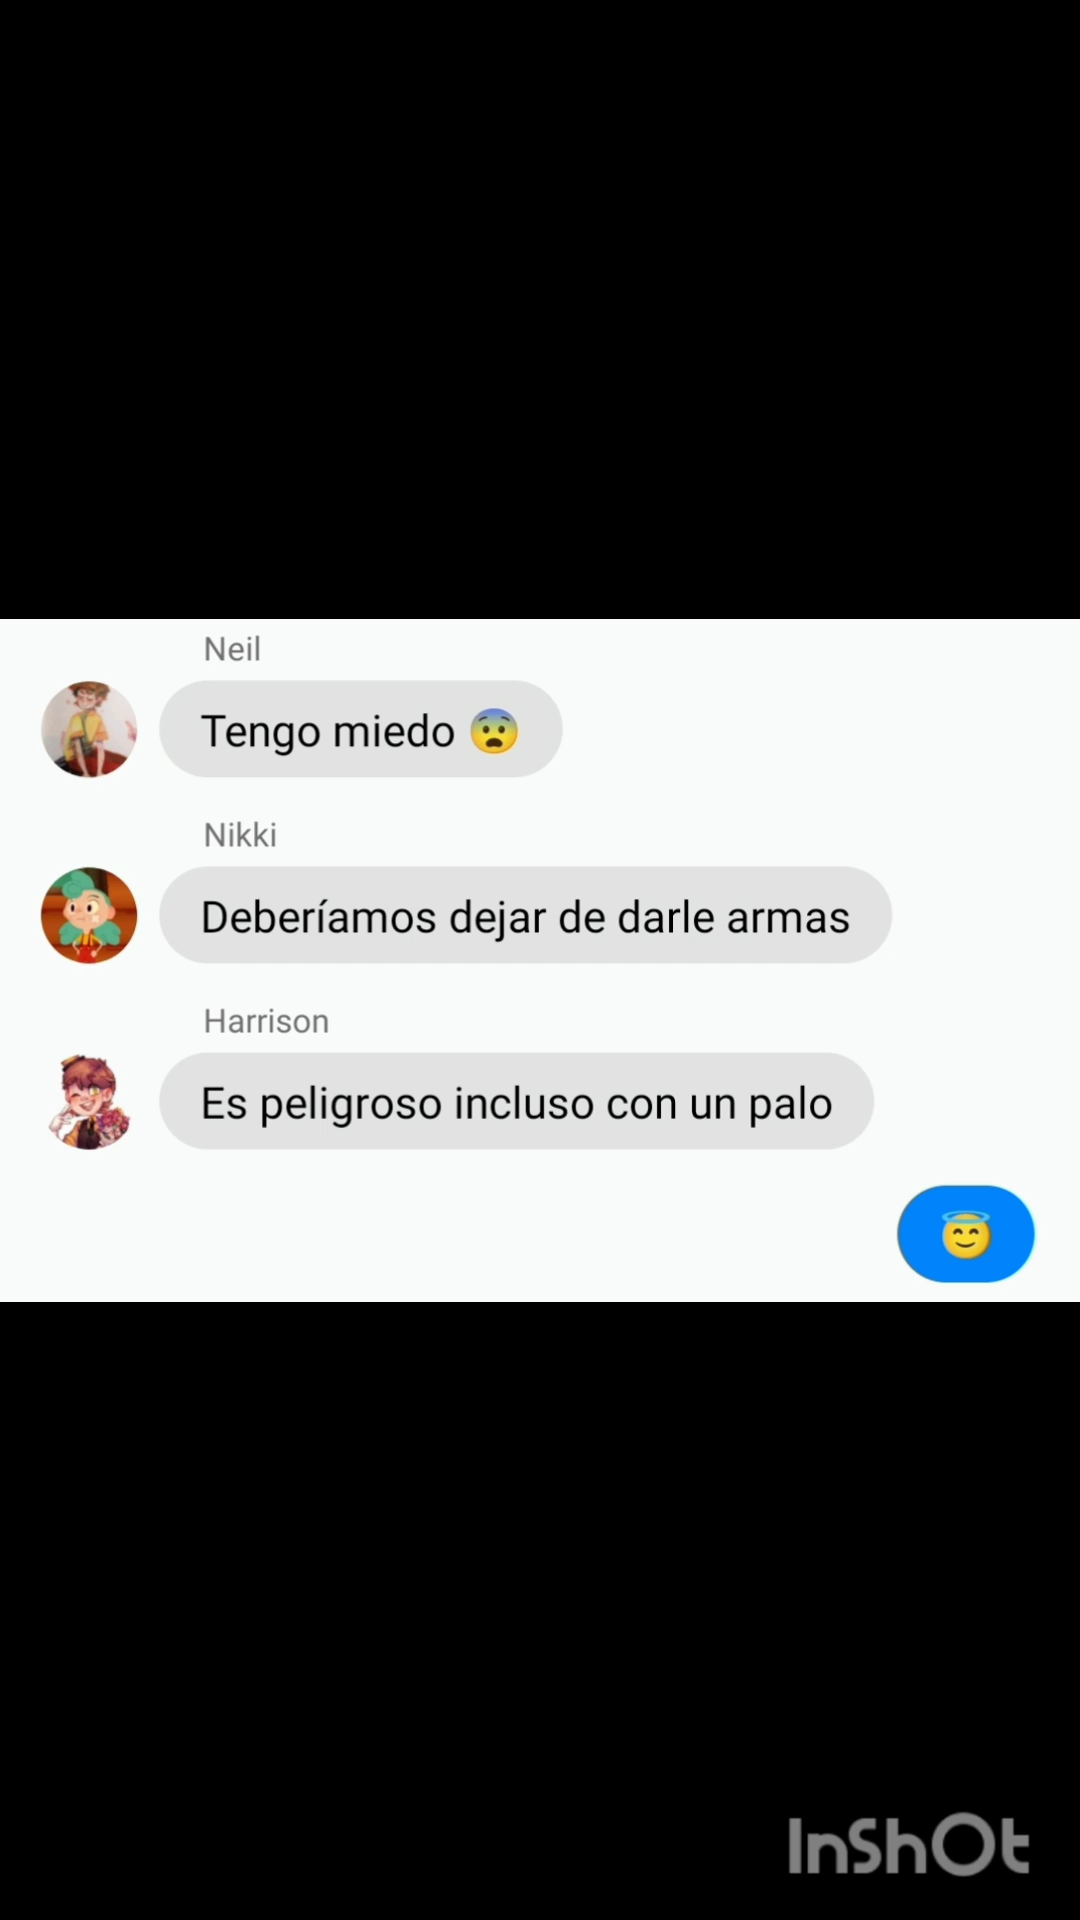 Neil
Tengo miedo 😨
Nikki
Deberíamos dejar de darle armas
Harrison
Es peligroso incluso con un palo
😇
InShOt